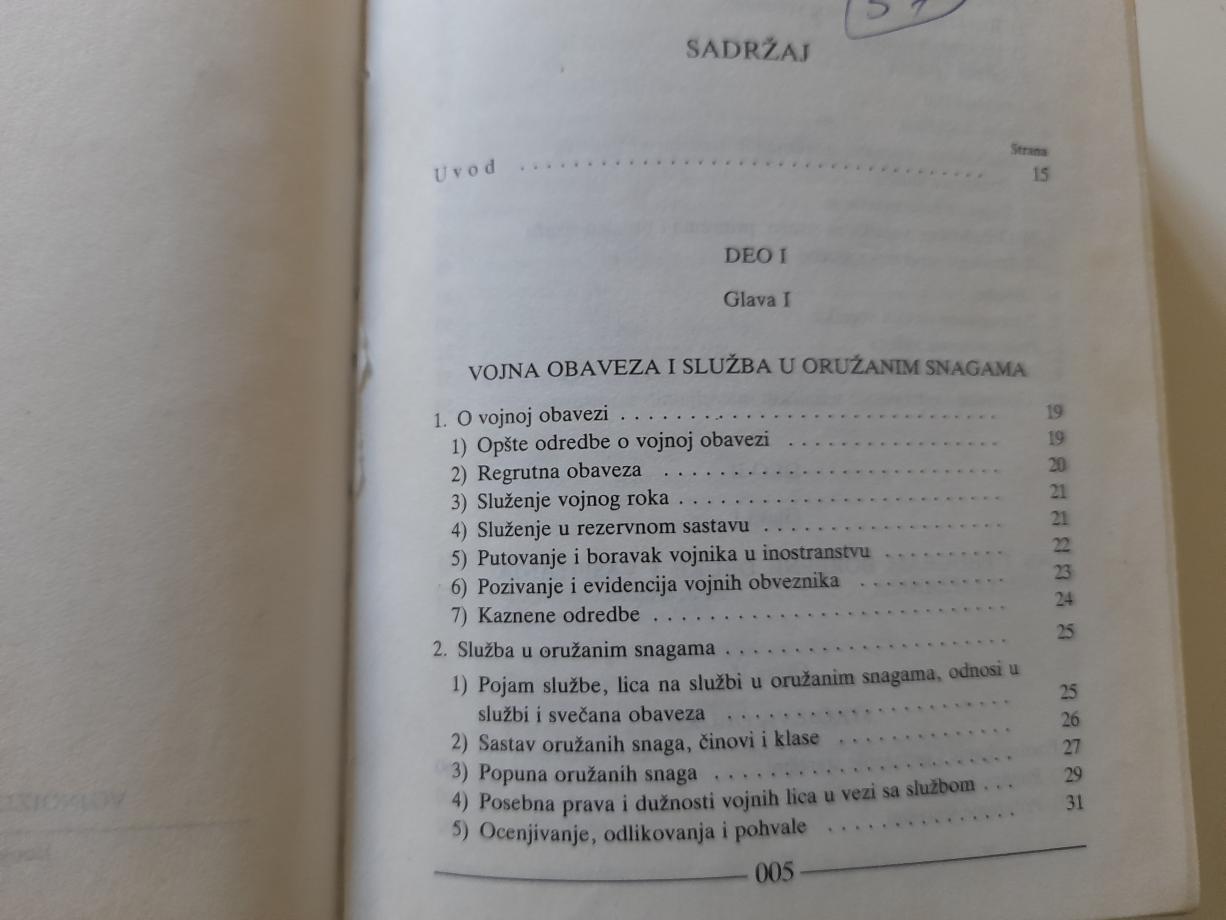 SADRŽAJ
Strana
Uvod . . . . . . . . . . . . . . . . . . . . . . . . . . . . . . . . . . . 15
DEO I
Glava I
VOJNA OBAVEZA I SLUŽBA U ORUŽANIM SNAGAMA
1. O vojnoj obavezi . . . . . . . . . . . . . . . . . . . . . . . . . . . . 19
1) Opšte odredbe o vojnoj obavezi . . . . . . . . . . . . . . . . 19
2) Regrutna obaveza . . . . . . . . . . . . . . . . . . . . . . . . . 20
3) Služenje vojnog roka . . . . . . . . . . . . . . . . . . . . . . . . 21
4) Služenje u rezervnom sastavu . . . . . . . . . . . . . . . . . . 21
5) Putovanje i boravak vojnika u inostranstvu . . . . . . . . . 22
6) Pozivanje i evidencija vojnih obveznika . . . . . . . . . . . 23
7) Kaznene odredbe . . . . . . . . . . . . . . . . . . . . . . . . . . 24
2. Služba u oružanim snagama . . . . . . . . . . . . . . . . . . . . . 25
1) Pojam službe, lica na službi u oružanim snagama, odnosi u
službi i svečana obaveza . . . . . . . . . . . . . . . . . . . . . 25
2) Sastav oružanih snaga, činovi i klase . . . . . . . . . . . . . 26
3) Popuna oružanih snaga . . . . . . . . . . . . . . . . . . . . . . 27
4) Posebna prava i dužnosti vojnih lica u vezi sa službom . . . 29
5) Ocenjivanje, odlikovanja i pohvale . . . . . . . . . . . . . . 31
005